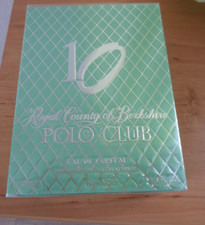 10
Royal County of Berkshire
POLO CLUB
EAU DE PARFUM